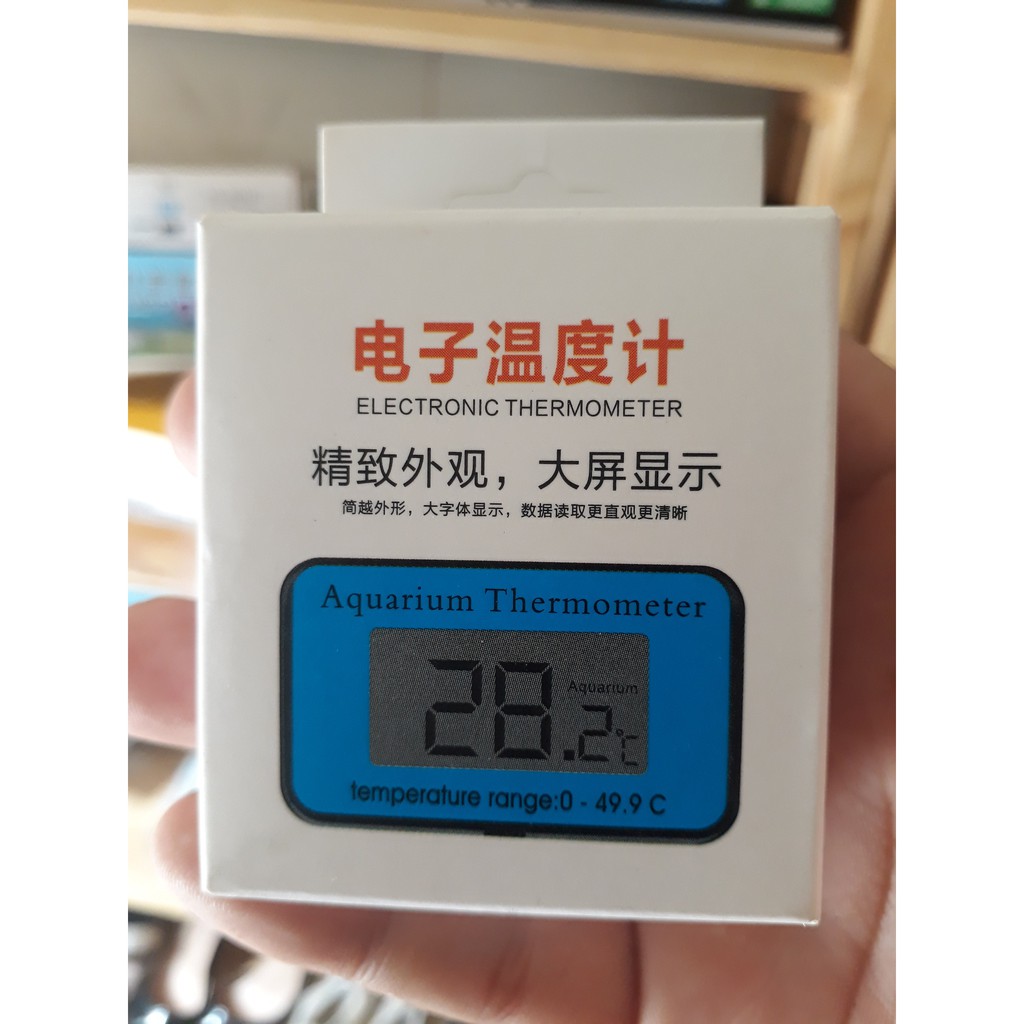 电子温度计
ELECTRONIC THERMOMETER
精致外观，大屏显示
简越外形，大字体显示，数据读取更直观更清晰
Aquarium Thermometer
Aquarium
28.2℃
temperature range:0 - 49.9 C